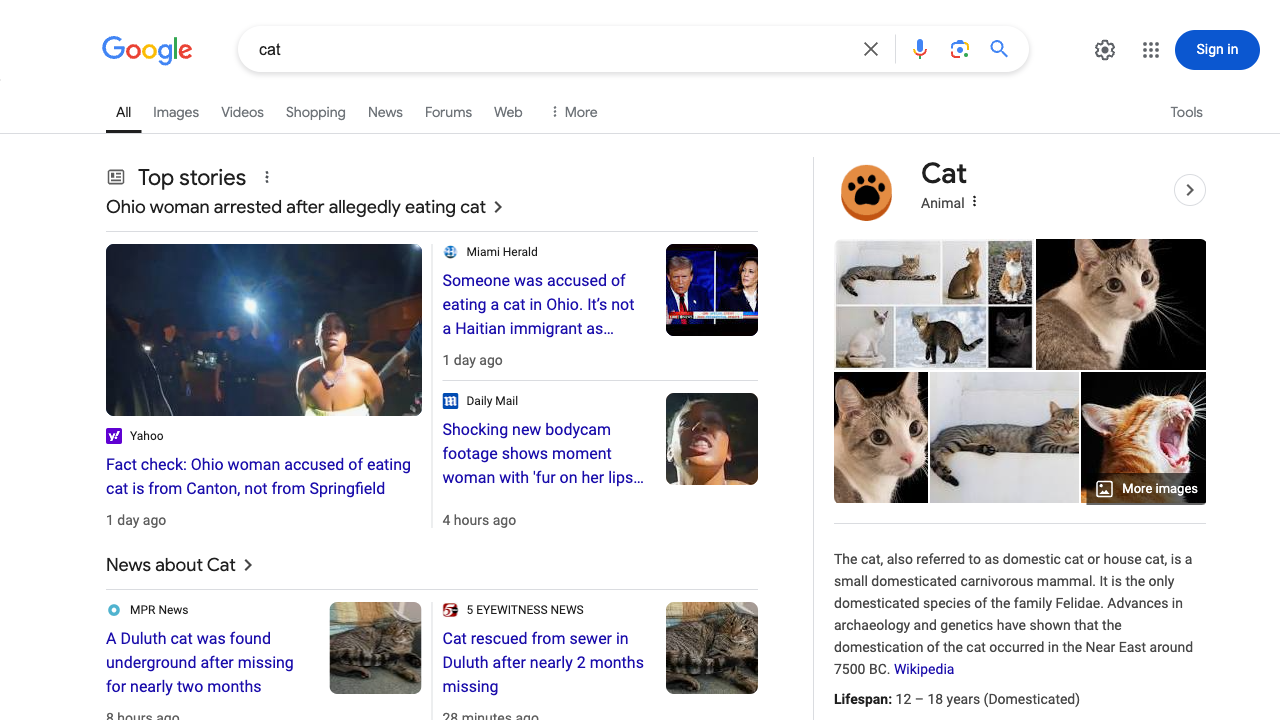 Google
cat
Sign in
All
Images
Videos
Shopping
News
Forums
Web
More
Tools
Top stories
Ohio woman arrested after allegedly eating cat
Yahoo
Fact check: Ohio woman accused of eating
cat is from Canton, not from Springfield
1 day ago
Miami Herald
Someone was accused of
eating a cat in Ohio. It’s not
a Haitian immigrant as…
1 day ago
Daily Mail
Shocking new bodycam
footage shows moment
woman with 'fur on her lips…
4 hours ago
News about Cat
MPR News
A Duluth cat was found
underground after missing
for nearly two months
8 hours ago
5 EYEWITNESS NEWS
Cat rescued from sewer in
Duluth after nearly 2 months
missing
28 minutes ago
Cat
Animal
More images
The cat, also referred to as domestic cat or house cat, is a
small domesticated carnivorous mammal. It is the only
domesticated species of the family Felidae. Advances in
archaeology and genetics have shown that the
domestication of the cat occurred in the Near East around
7500 BC. Wikipedia
Lifespan: 12 – 18 years (Domesticated)